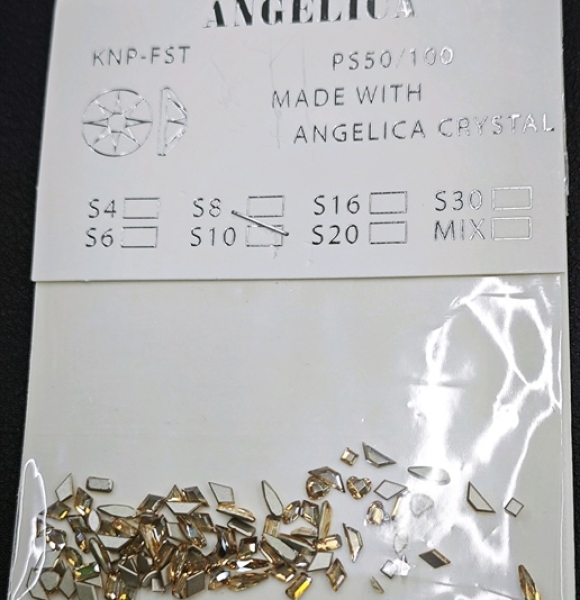 ANGELICA
KNP-FST PS50/100
MADE WITH
ANGELICA CRYSTAL
S4 S8 S16 S30
S6 S10 S20 MIX